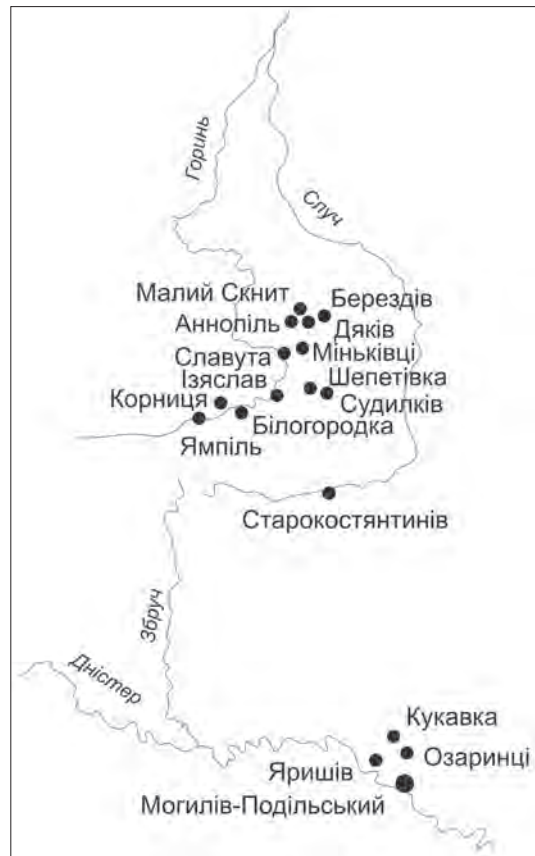 Горинь
Случ
Малий Скнит
Берездів
Аннопіль
Дяків
Славута
Міньківці
Ізяслав
Шепетівка
Корниця
Судилків
Білогородка
Ямпіль
Старокостянтинів
Збруч
Дністер
Кукавка
Озаринці
Яришів
Могилів-Подільський